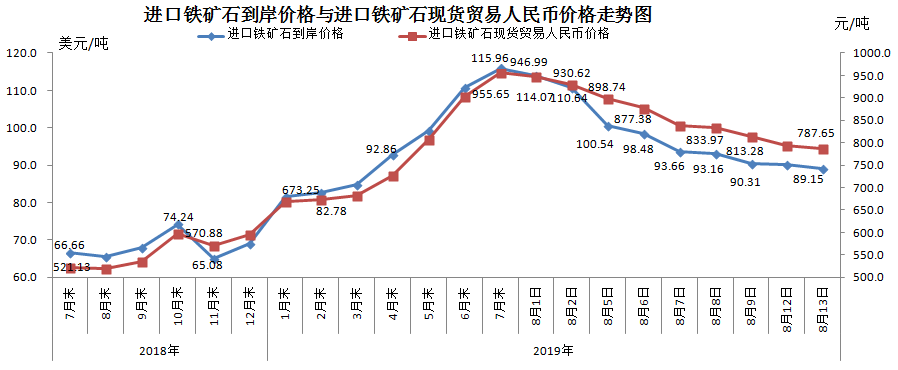 进口铁矿石到岸价格与进口铁矿石现货贸易人民币价格走势图
美元/吨
元/吨
进口铁矿石到岸价格
进口铁矿石现货贸易人民币价格
120.0
110.0
100.0
90.0
80.0
70.0
60.0
1000.0
950.0
900.0
850.0
800.0
750.0
700.0
650.0
600.0
550.0
500.0
66.66
521.13
74.24
570.88
65.08
673.25
82.78
92.86
955.65
115.96
946.99
114.07
930.62
110.64
898.74
100.54
877.38
98.48
93.66
833.97
93.16
813.28
90.31
787.65
89.15
7月末
8月末
9月末
10月末
11月末
12月末
1月末
2月末
3月末
4月末
5月末
6月末
7月末
8月1日
8月2日
8月5日
8月6日
8月7日
8月8日
8月9日
8月12日
8月13日
2018年
2019年